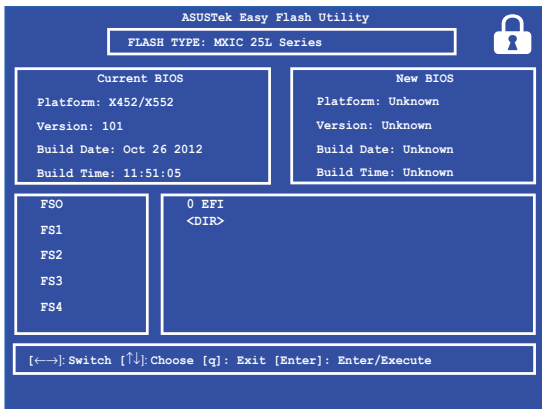 ASUSTek Easy Flash Utility
FLASH TYPE: MXIC 25L Series
Current BIOS
Platform: X452/X552
Version: 101
Build Date: Oct 26 2012
Build Time: 11:51:05
New BIOS
Platform: Unknown
Version: Unknown
Build Date: Unknown
Build Time: Unknown
FSO
FS1
FS2
FS3
FS4
0 EFI
<DIR>
[←→]: Switch [↑↓]: Choose [q]: Exit [Enter]: Enter/Execute